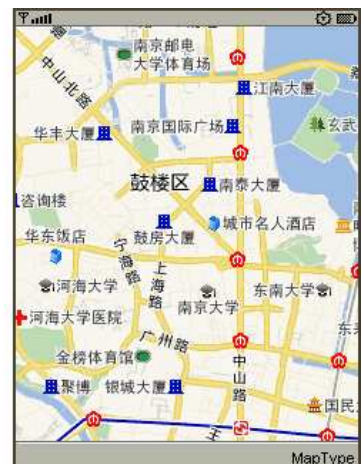 南京邮电
大学体育场
中山北路
江南大厦
华丰大厦
南京国际广场
玄武
鼓楼区
南泰大厦
咨询楼
城市名人酒店
华东饭店
鼓房大厦
宁海路
上海路
河海大学
南京大学
东南大学
河海大学医院
广州路
中山路
金榜体育馆
聚博
银城大厦
国民
MapType